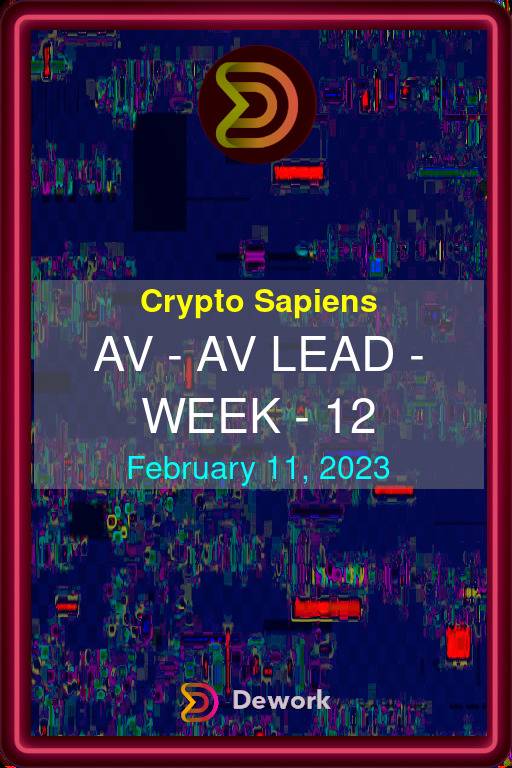 Crypto Sapiens
AV - AV LEAD -
WEEK - 12
February 11, 2023
Dework